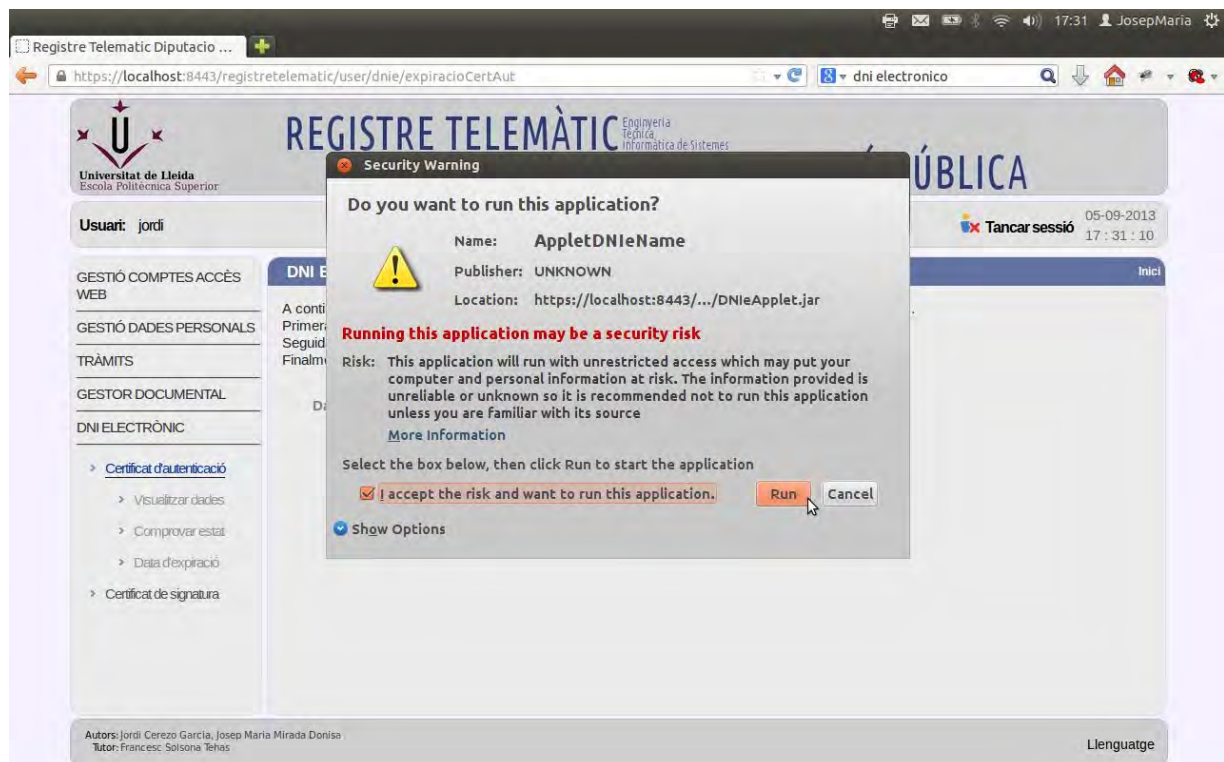 17:31 JosepMaria
Registre Telematic Diputacio ...
https://localhost:8443/registretelematic/user/dnie/expiracioCertAut
dni electronico
Universitat de Lleida
Escola Politècnica Superior
REGISTRE TELEMÀTIC
Enginyeria
Tècnica
Informàtica de Sistemes
ÚBLICA
Usuari: jordi
Tancar sessió
05-09-2013
17 : 31 : 10
GESTIÓ COMPTES ACCÈS
WEB
GESTIÓ DADES PERSONALS
TRÀMITS
GESTOR DOCUMENTAL
DNI ELECTRÒNIC
Certificat d'autenticació
Visualitzar dades
Comprovar estat
Data d'expiració
Certificat de signatura
DNI E
Inici
A conti
Primer
Seguid
Finalm
Da
Security Warning
Do you want to run this application?
Name: AppletDNIeName
Publisher: UNKNOWN
Location: https://localhost:8443/.../DNIeApplet.jar
Running this application may be a security risk
Risk: This application will run with unrestricted access which may put your
computer and personal information at risk. The information provided is
unreliable or unknown so it is recommended not to run this application
unless you are familiar with its source
More Information
Select the box below, then click Run to start the application
I accept the risk and want to run this application.
Run
Cancel
Show Options
Autors: Jordi Cerezo Garcia, Josep Maria Mirada Donisa
Tutor: Francesc Solsona Tehas
Llenguatge